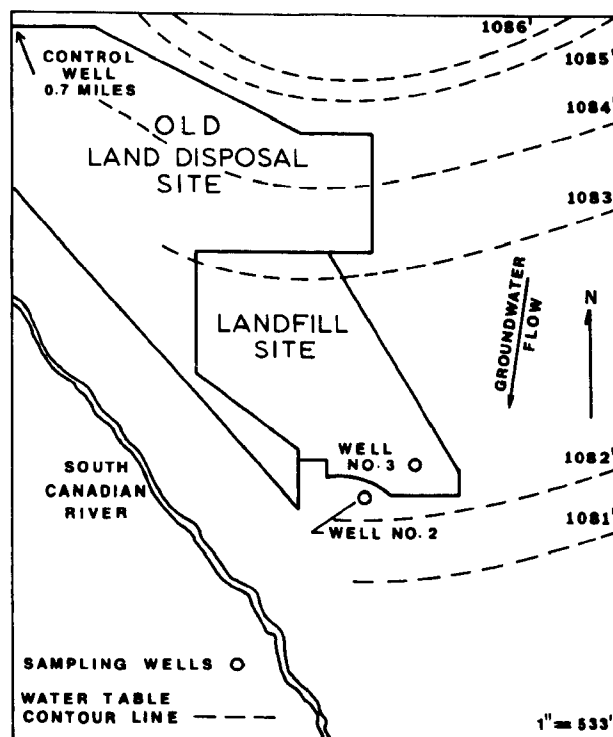 1086'
CONTROL
WELL
0.7 MILES
1085'
1084'
OLD
LAND DISPOSAL
SITE
1083
LANDFILL
SITE
GROUNDWATER
FLOW
N
WELL
NO. 3
1082'
SOUTH
CANADIAN
RIVER
WELL NO. 2
1081'
SAMPLING WELLS
WATER TABLE
CONTOUR LINE
1" = 533'